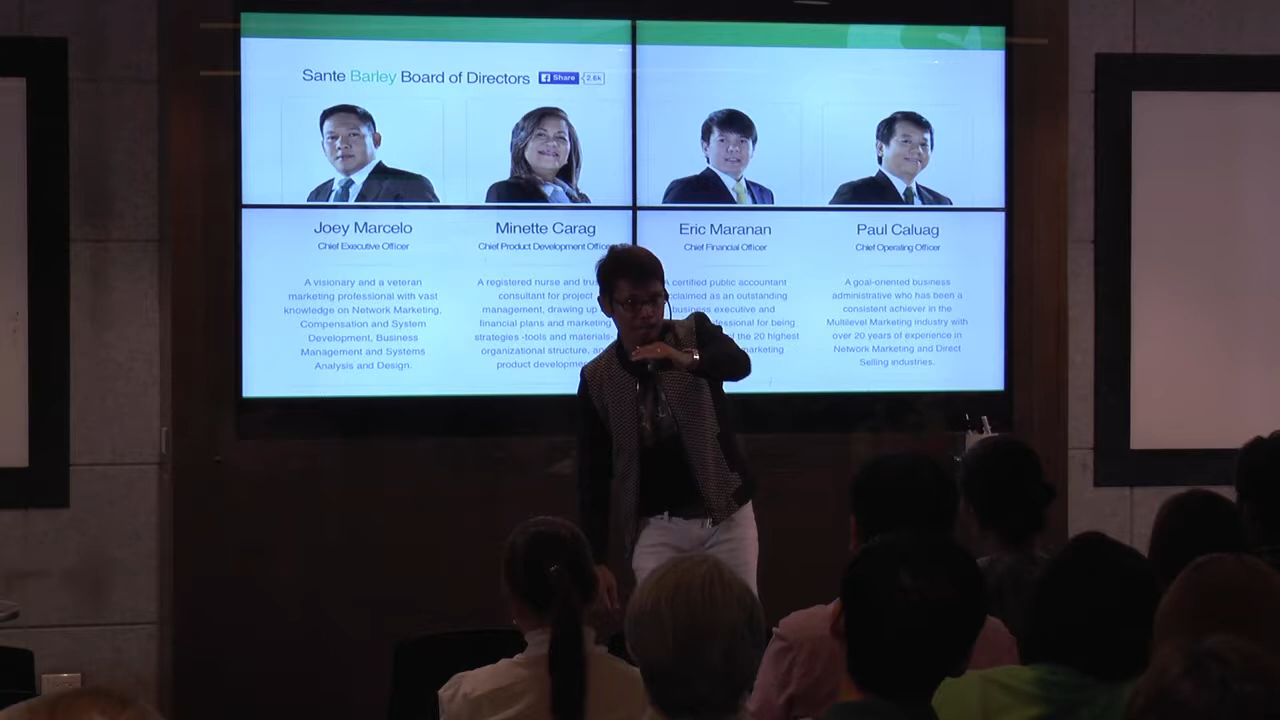 Sante Barley Board of Directors Share 2.6k
Joey Marcelo
Chief Executive Officer
A visionary and a veteran
marketing professional with vast
knowledge on Network Marketing,
Compensation and System
Development, Business
Management and Systems
Analysis and Design.
Minette Carag
Chief Product Development Officer
A registered nurse and
consultant for project
management, drawing up
financial plans and marketing
strategies -tools and materials-
organizational structure,
product
Eric Maranan
Chief Financial Officer
certified public accountant
as an outstanding
business executive and
for being
the 20 highest
Paul Caluag
Chief Operating Officer
A goal-oriented business
administrative who has been a
consistent achiever in the
Multilevel Marketing industry with
over 20 years of experience in
Network Marketing and Direct
Selling industries.